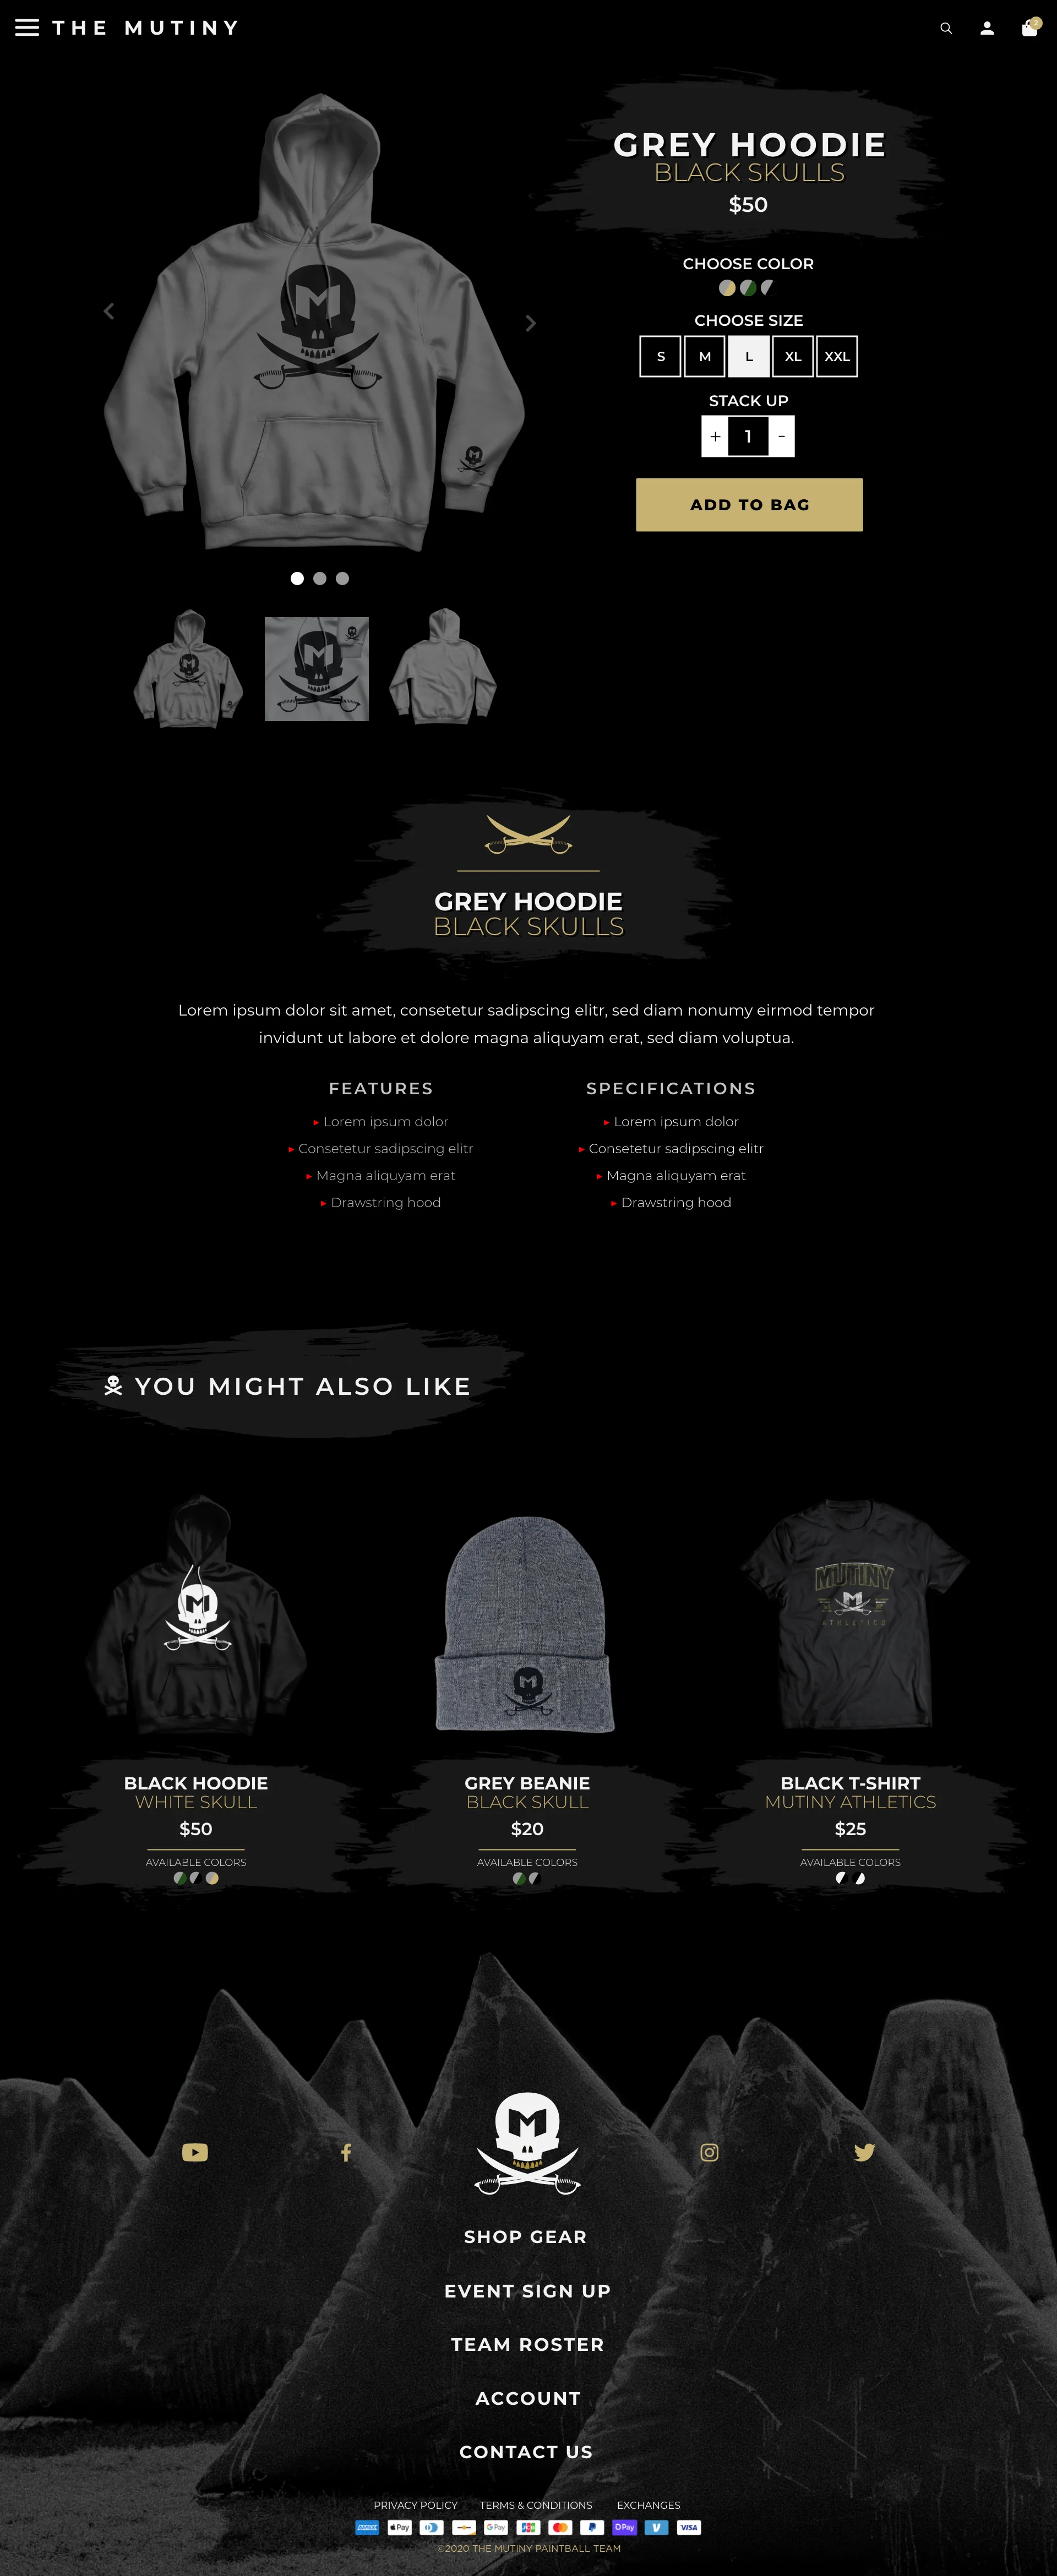 THE MUTINY
2
GREY HOODIE
BLACK SKULLS
$50
CHOOSE COLOR
CHOOSE SIZE
S M L XL XXL
STACK UP
+ 1 -
ADD TO BAG
GREY HOODIE
BLACK SKULLS
Lorem ipsum dolor sit amet, consetetur sadipscing elitr, sed diam nonumy eirmod tempor
invidunt ut labore et dolore magna aliquyam erat, sed diam voluptua.
FEATURES
Lorem ipsum dolor
Consetetur sadipscing elitr
Magna aliquyam erat
Drawstring hood
SPECIFICATIONS
Lorem ipsum dolor
Consetetur sadipscing elitr
Magna aliquyam erat
Drawstring hood
YOU MIGHT ALSO LIKE
MUTINY
ATHLETICS
BLACK HOODIE
WHITE SKULL
$50
AVAILABLE COLORS
GREY BEANIE
BLACK SKULL
$20
AVAILABLE COLORS
BLACK T-SHIRT
MUTINY ATHLETICS
$25
AVAILABLE COLORS
SHOP GEAR
EVENT SIGN UP
TEAM ROSTER
ACCOUNT
CONTACT US
PRIVACY POLICY TERMS & CONDITIONS EXCHANGES
Pay G Pay JCB OPay VISA
©2020 THE MUTINY PAINTBALL TEAM